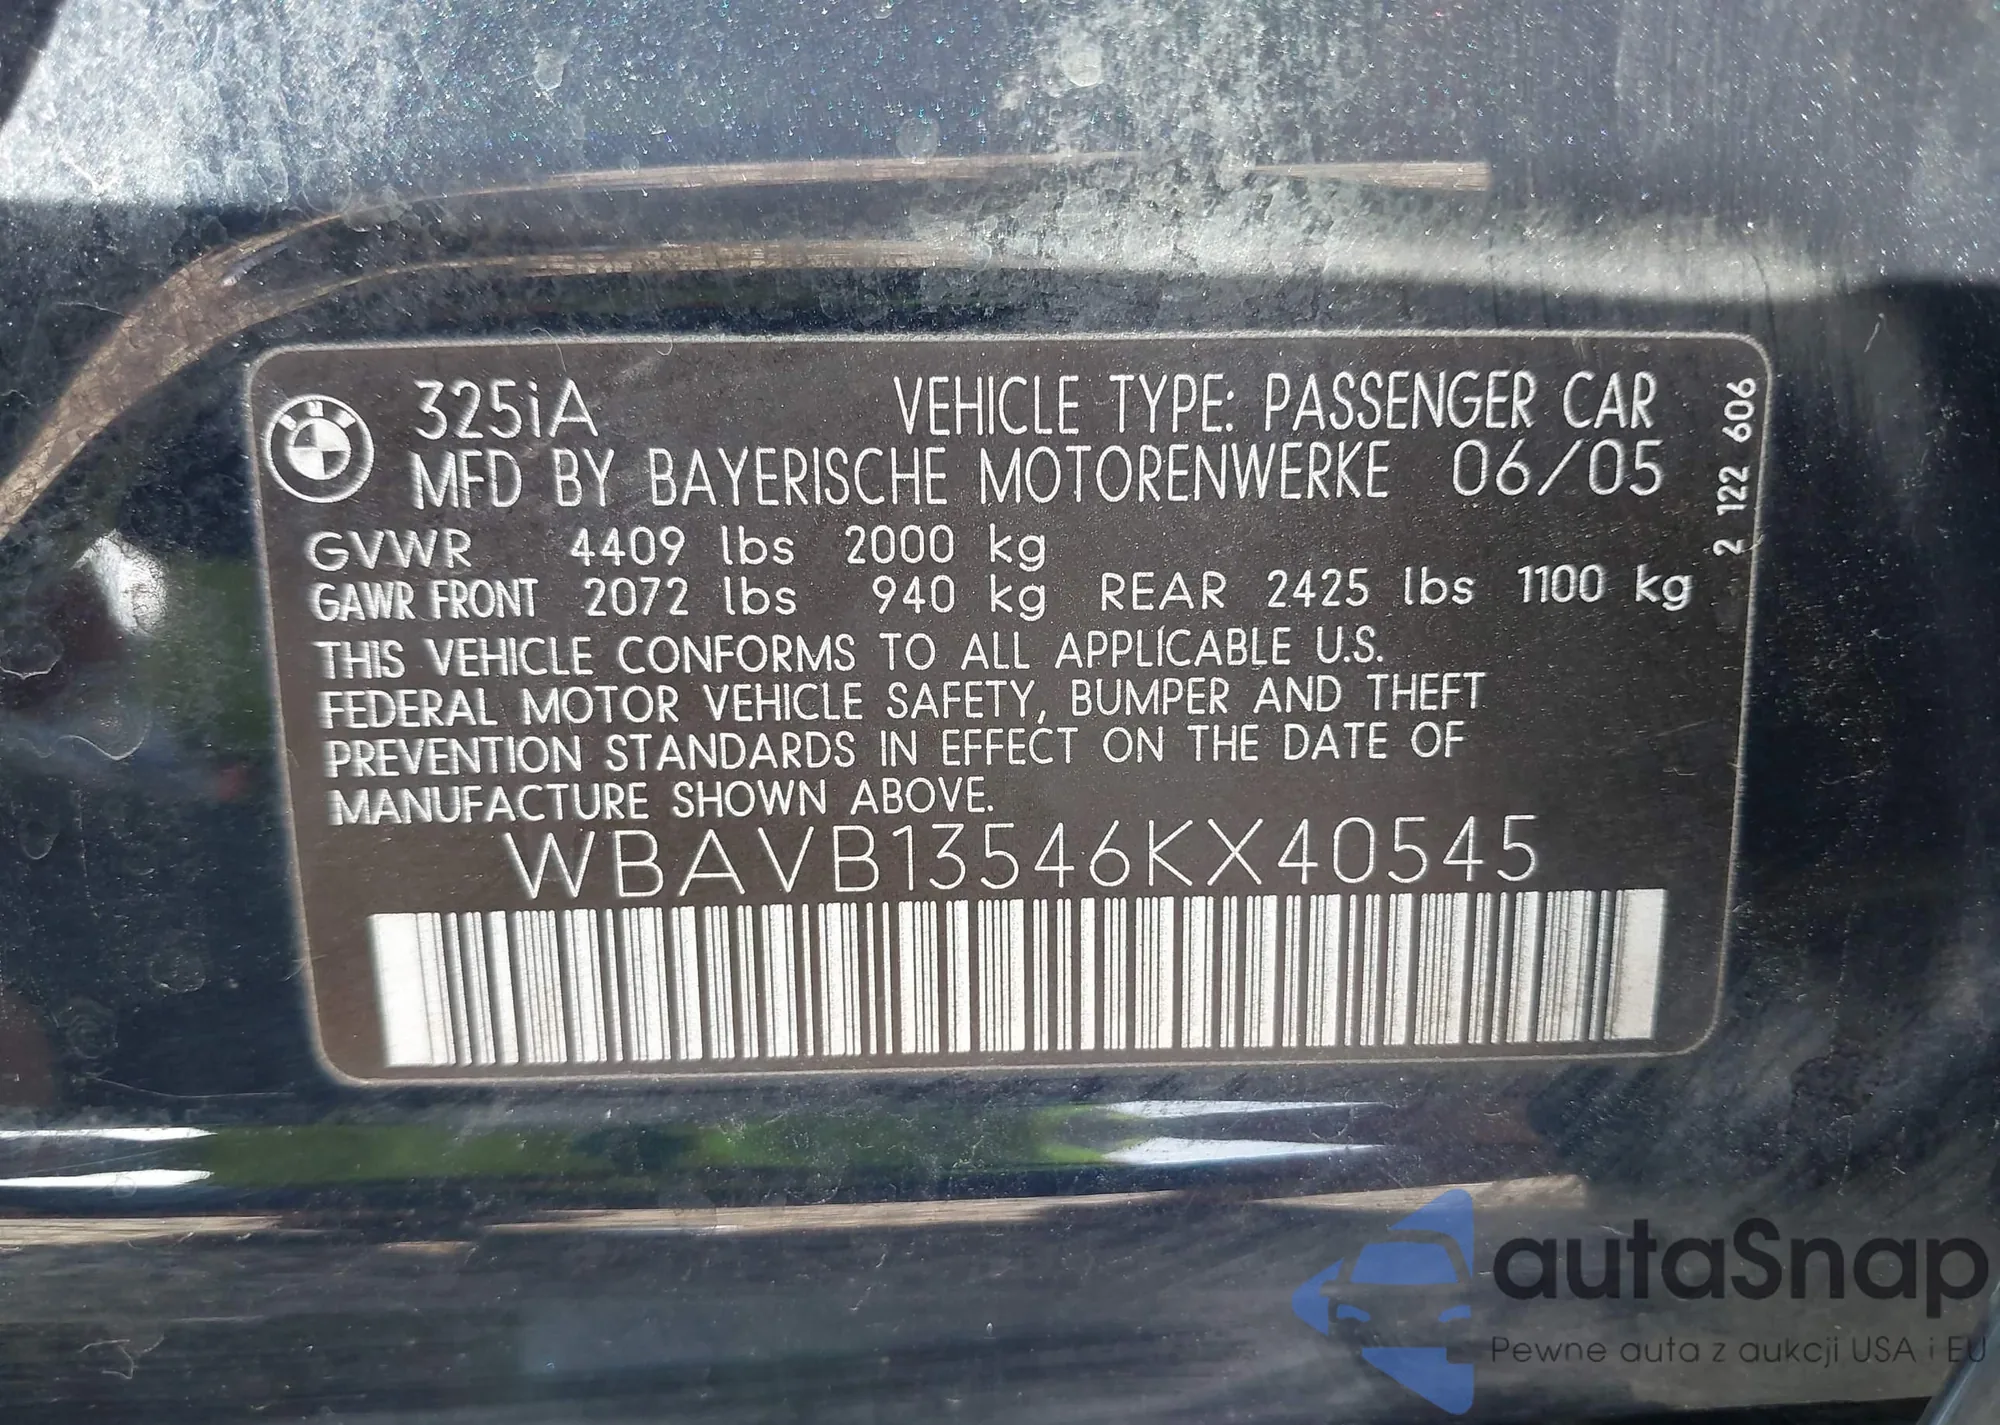 325iA VEHICLE TYPE: PASSENGER CAR
MFD BY BAYERISCHE MOTORENWERKE 06/05
GVWR 4409 lbs 2000 kg
GAWR FRONT 2072 lbs 940 kg REAR 2425 lbs 1100 kg
THIS VEHICLE CONFORMS TO ALL APPLICABLE U.S.
FEDERAL MOTOR VEHICLE SAFETY, BUMPER AND THEFT
PREVENTION STANDARDS IN EFFECT ON THE DATE OF
MANUFACTURE SHOWN ABOVE.
WBAVB13546KX40545
2 122 606
BMW
autaSnap
Pewne auta z aukcji USA i EU